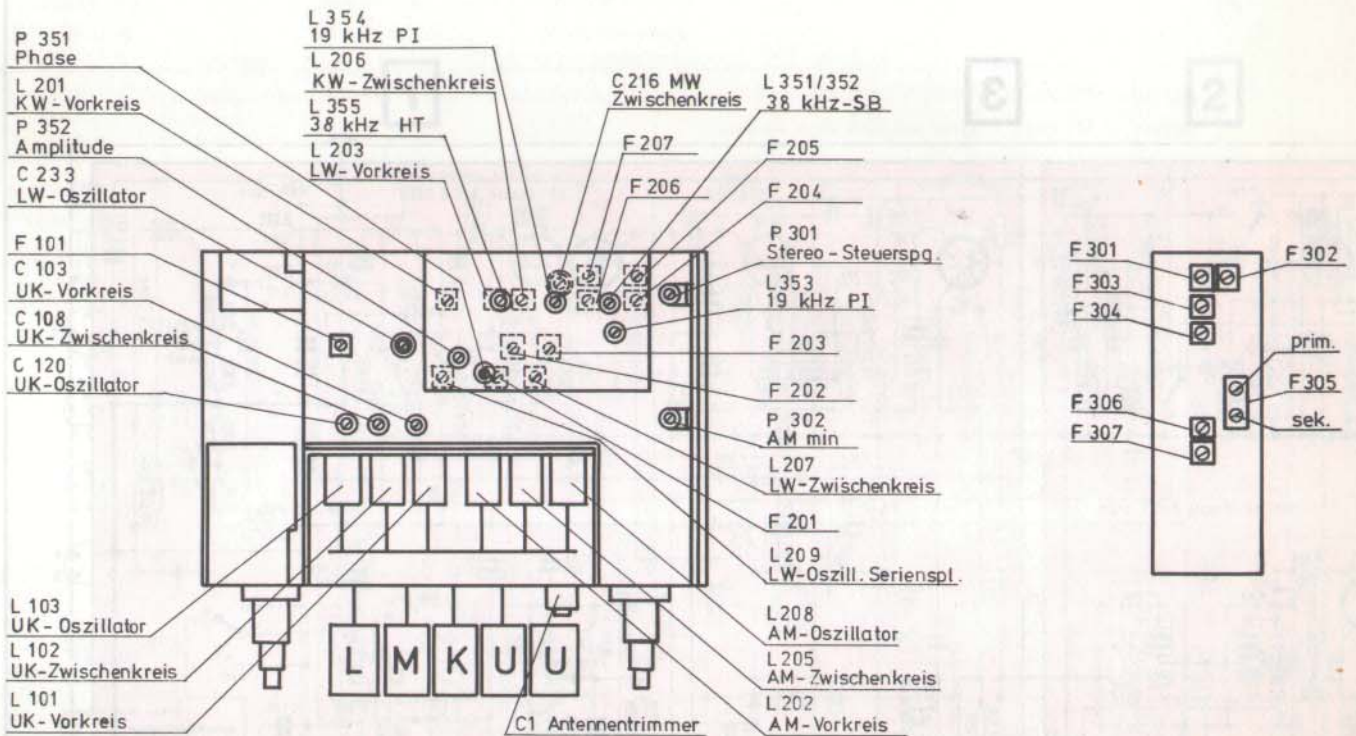 P 351
Phase
L 201
KW-Vorkreis
P 352
Amplitude
C 233
LW-Oszillator
F 101
C 103
UK-Vorkreis
C 108
UK-Zwischenkreis
C 120
UK-Oszillator
L 354
19 kHz PI
L 206
KW-Zwischenkreis
L 355
38 kHz HT
L 203
LW-Vorkreis
C 216 MW
Zwischenkreis
F 207
F 206
L 351/352
38 kHz-SB
F 205
F 204
P 301
Stereo-Steuerspg.
L 353
19 kHz PI
F 203
F 202
P 302
AM min
L 207
LW-Zwischenkreis
F 201
L 209
LW-Oszill. Serienspl.
L 208
AM-Oszillator
L 205
AM-Zwischenkreis
L 202
AM-Vorkreis
L 103
UK-Oszillator
L 102
UK-Zwischenkreis
L 101
UK-Vorkreis
L M K U U
C1 Antennentrimmer
F 301
F 302
F 303
F 304
prim.
F 305
sek.
F 306
F 307
1
3
2